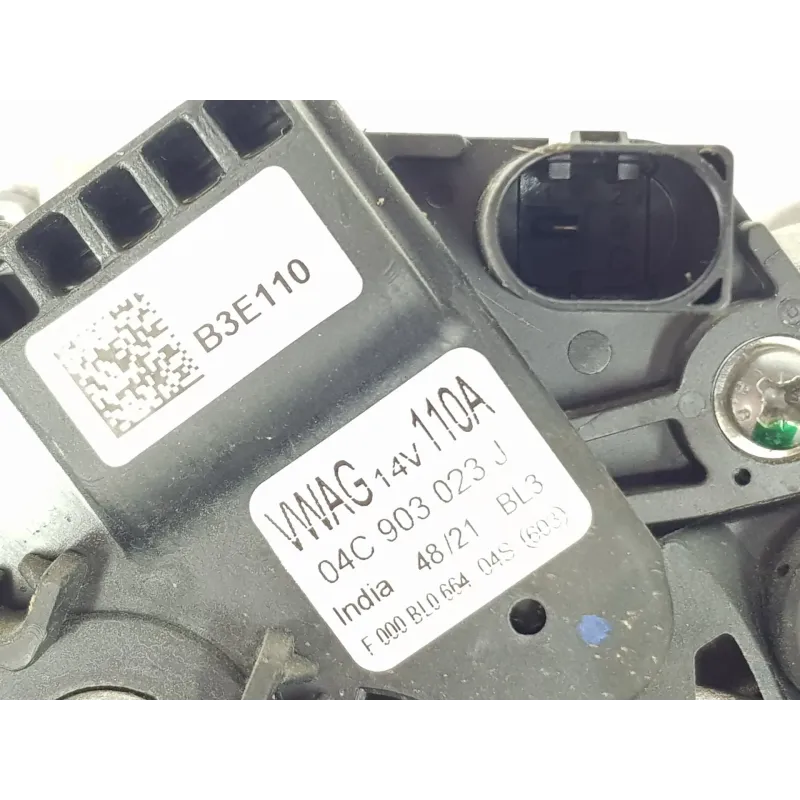 B3E110
VWAG 14V 110A
04C 903 023 J
India 48/21 BL3
F 000 BL0 664 04S (603)